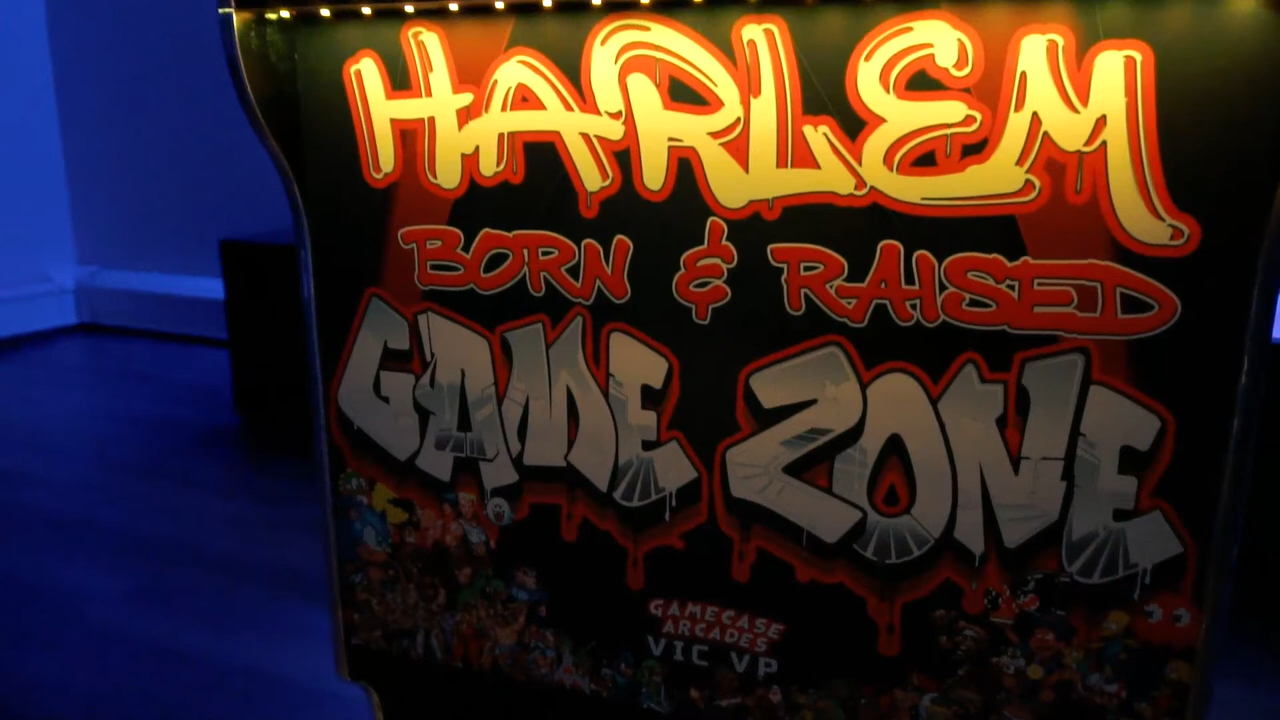 HARLEM
BORN & RAISED
GAME ZONE
GAMECASE
ARCADES
VIC VP